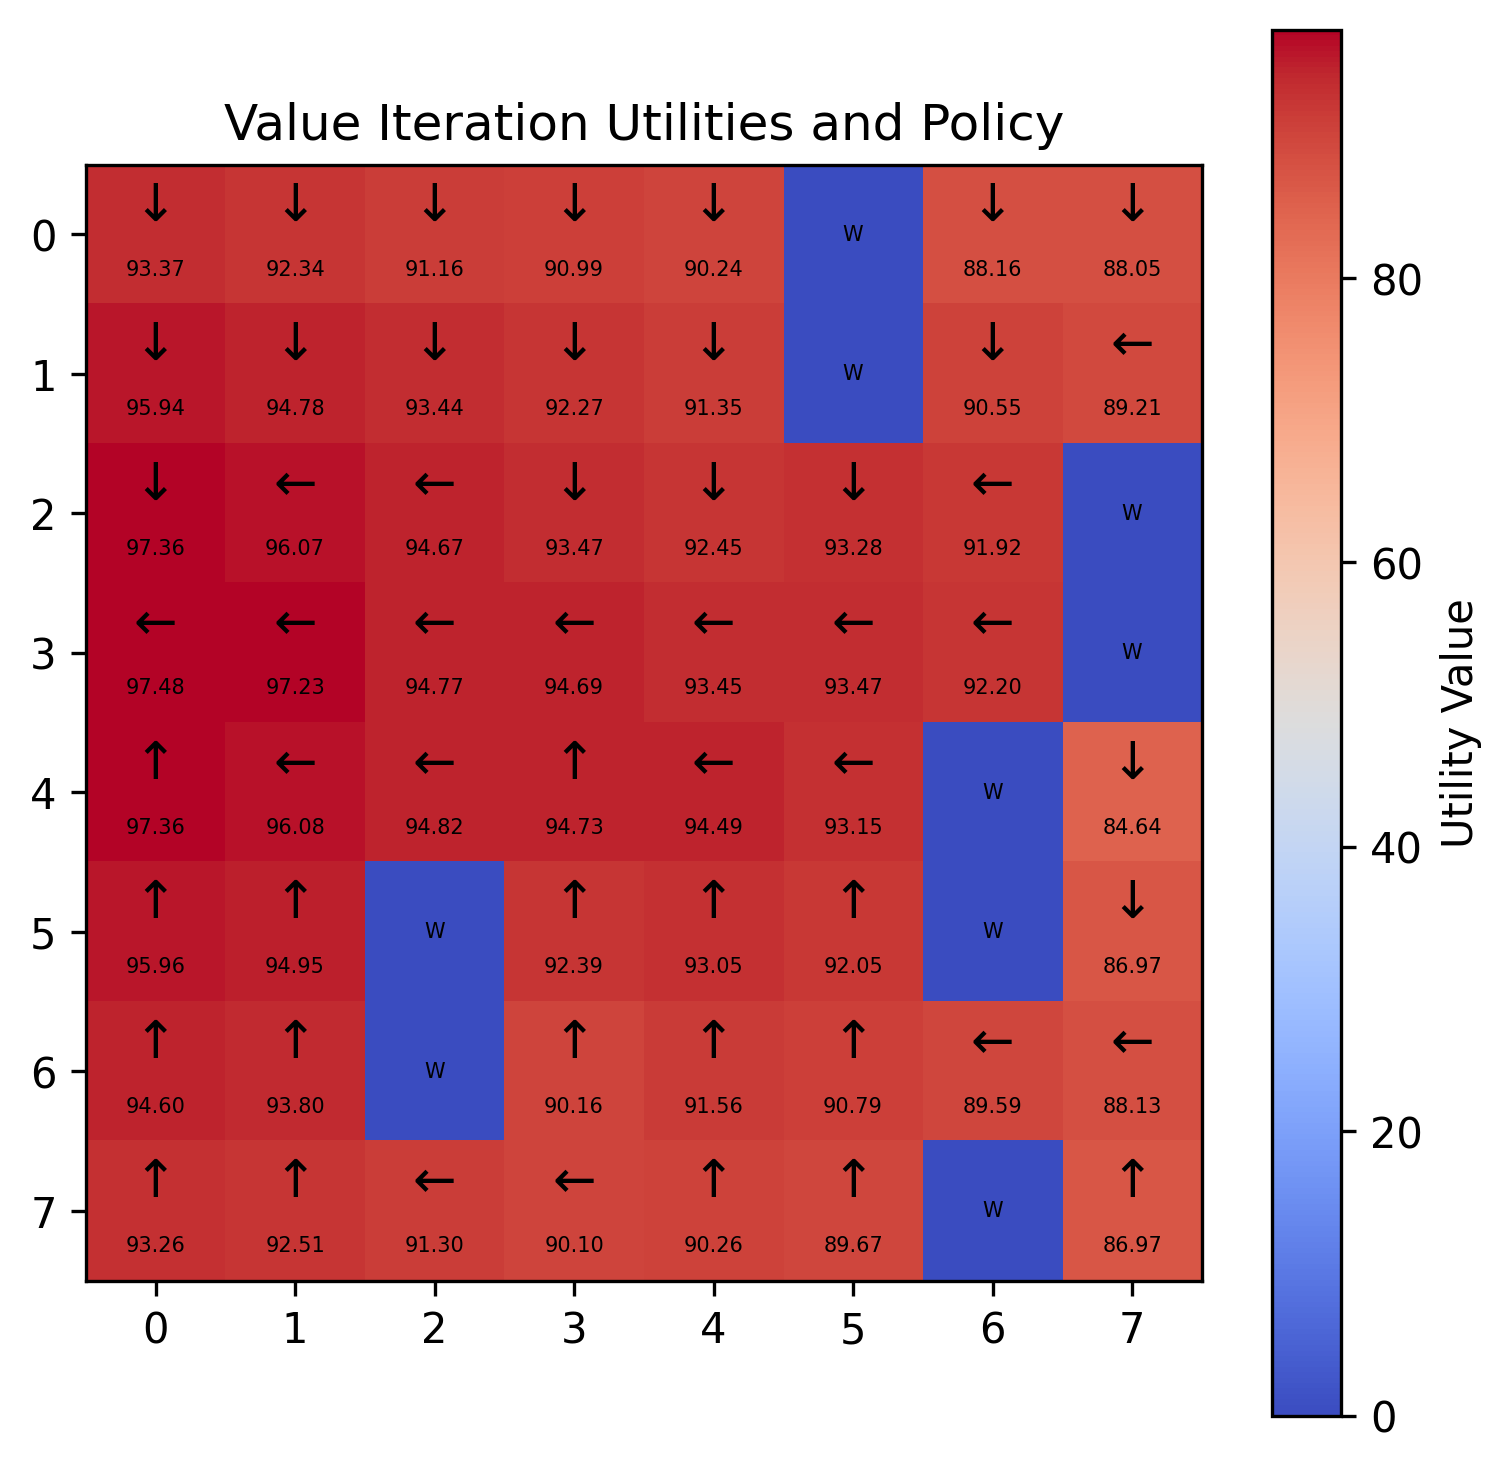 Value Iteration Utilities and Policy
0 ↓ ↓ ↓ ↓ ↓ W ↓ ↓
93.37 92.34 91.16 90.99 90.24 88.16 88.05
1 ↓ ↓ ↓ ↓ ↓ W ↓ ←
95.94 94.78 93.44 92.27 91.35 90.55 89.21
2 ↓ ← ← ↓ ↓ ↓ ← W
97.36 96.07 94.67 93.47 92.45 93.28 91.92
3 ← ← ← ← ← ← ← W
97.48 97.23 94.77 94.69 93.45 93.47 92.20
4 ↑ ← ← ↑ ← ← W ↓
97.36 96.08 94.82 94.73 94.49 93.15 84.64
5 ↑ ↑ W ↑ ↑ ↑ W ↓
95.96 94.95 92.39 93.05 92.05 86.97
6 ↑ ↑ W ↑ ↑ ↑ ← ←
94.60 93.80 90.16 91.56 90.79 89.59 88.13
7 ↑ ↑ ← ← ↑ ↑ W ↑
93.26 92.51 91.30 90.10 90.26 89.67 86.97
0 1 2 3 4 5 6 7
80
60
40
20
0
Utility Value